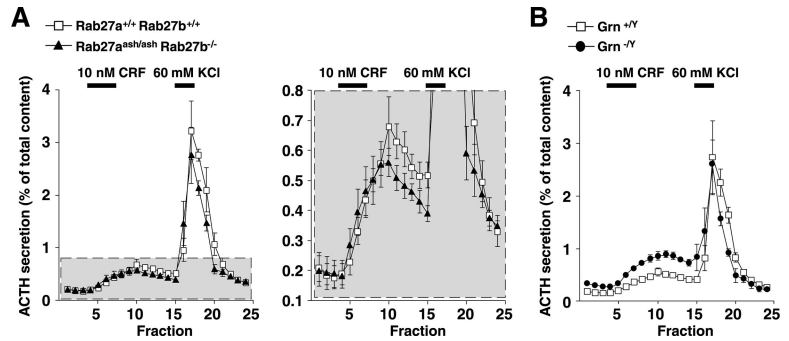 A
Rab27a+/+ Rab27b+/+
Rab27aash/ash Rab27b-/-
10 nM CRF 60 mM KCl
ACTH secretion (% of total content)
4
3
2
1
0
5 10 15 20 25
Fraction
10 nM CRF 60 mM KCl
0.8
0.7
0.6
0.5
0.4
0.3
0.2
0.1
5 10 15 20 25
Fraction
B
Grn +/Y
Grn -/Y
10 nM CRF 60 mM KCl
ACTH secretion (% of total content)
4
3
2
1
0
5 10 15 20 25
Fraction